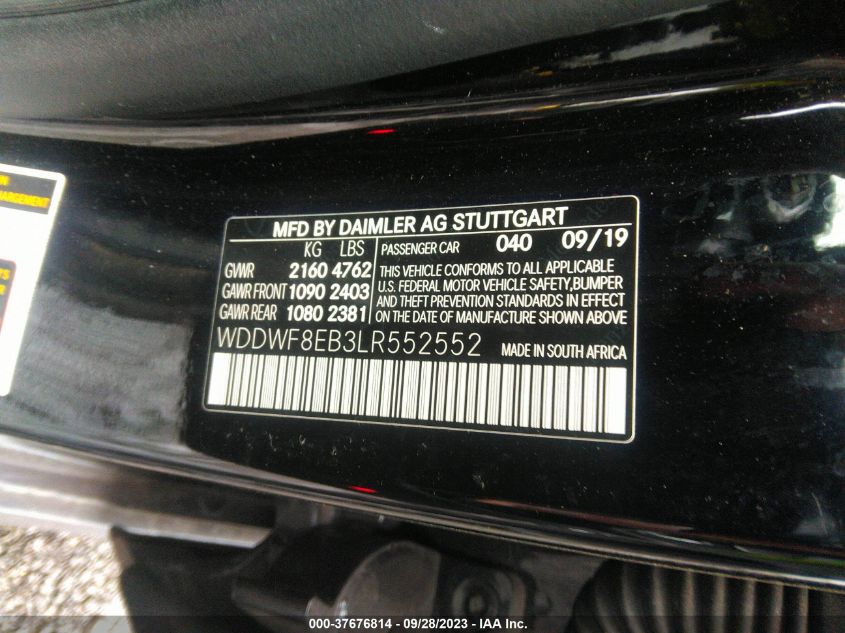 MFD BY DAIMLER AG STUTTGART
KG LBS
GVWR 2160 4762
GAWR FRONT 1090 2403
GAWR REAR 1080 2381
PASSENGER CAR 040 09/19
THIS VEHICLE CONFORMS TO ALL APPLICABLE
U.S. FEDERAL MOTOR VEHICLE SAFETY,BUMPER
AND THEFT PREVENTION STANDARDS IN EFFECT
ON THE DATE OF MANUFACTURE SHOWN ABOVE
WDDWF8EB3LR552552 MADE IN SOUTH AFRICA
000-37676814 - 09/28/2023 - IAA Inc.